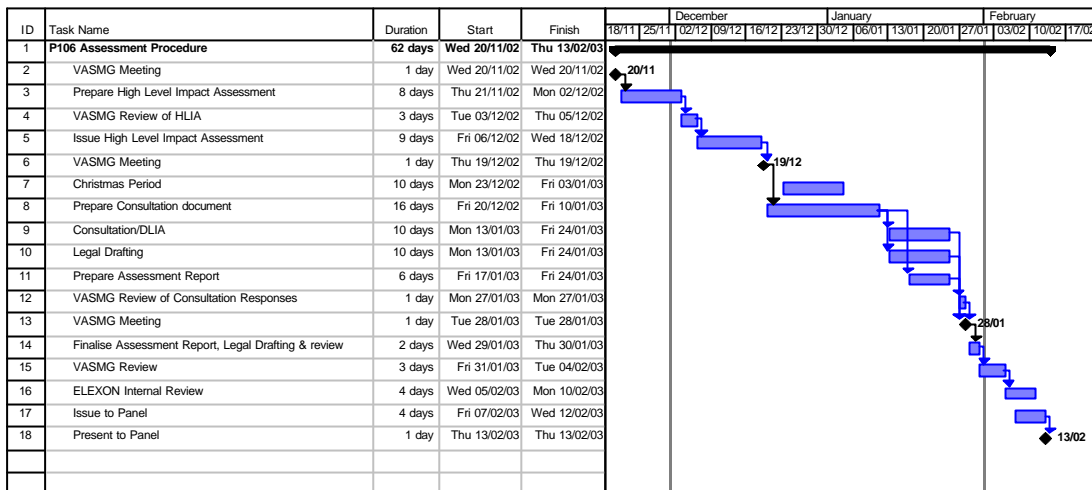 December January February
ID Task Name Duration Start Finish 18/11 25/11 02/12 09/12 16/12 23/12 30/12 06/01 13/01 20/01 27/01 03/02 10/02 17/02
1 P106 Assessment Procedure 62 days Wed 20/11/02 Thu 13/02/03
2 VASMG Meeting 1 day Wed 20/11/02 Wed 20/11/02 20/11
3 Prepare High Level Impact Assessment 8 days Thu 21/11/02 Mon 02/12/02
4 VASMG Review of HLIA 3 days Tue 03/12/02 Thu 05/12/02
5 Issue High Level Impact Assessment 9 days Fri 06/12/02 Wed 18/12/02
6 VASMG Meeting 1 day Thu 19/12/02 Thu 19/12/02 19/12
7 Christmas Period 10 days Mon 23/12/02 Fri 03/01/03
8 Prepare Consultation document 16 days Fri 20/12/02 Fri 10/01/03
9 Consultation/DLIA 10 days Mon 13/01/03 Fri 24/01/03
10 Legal Drafting 10 days Mon 13/01/03 Fri 24/01/03
11 Prepare Assessment Report 6 days Fri 17/01/03 Fri 24/01/03
12 VASMG Review of Consultation Responses 1 day Mon 27/01/03 Mon 27/01/03
13 VASMG Meeting 1 day Tue 28/01/03 Tue 28/01/03 28/01
14 Finalise Assessment Report, Legal Drafting & review 2 days Wed 29/01/03 Thu 30/01/03
15 VASMG Review 3 days Fri 31/01/03 Tue 04/02/03
16 ELEXON Internal Review 4 days Wed 05/02/03 Mon 10/02/03
17 Issue to Panel 4 days Fri 07/02/03 Wed 12/02/03
18 Present to Panel 1 day Thu 13/02/03 Thu 13/02/03 13/02